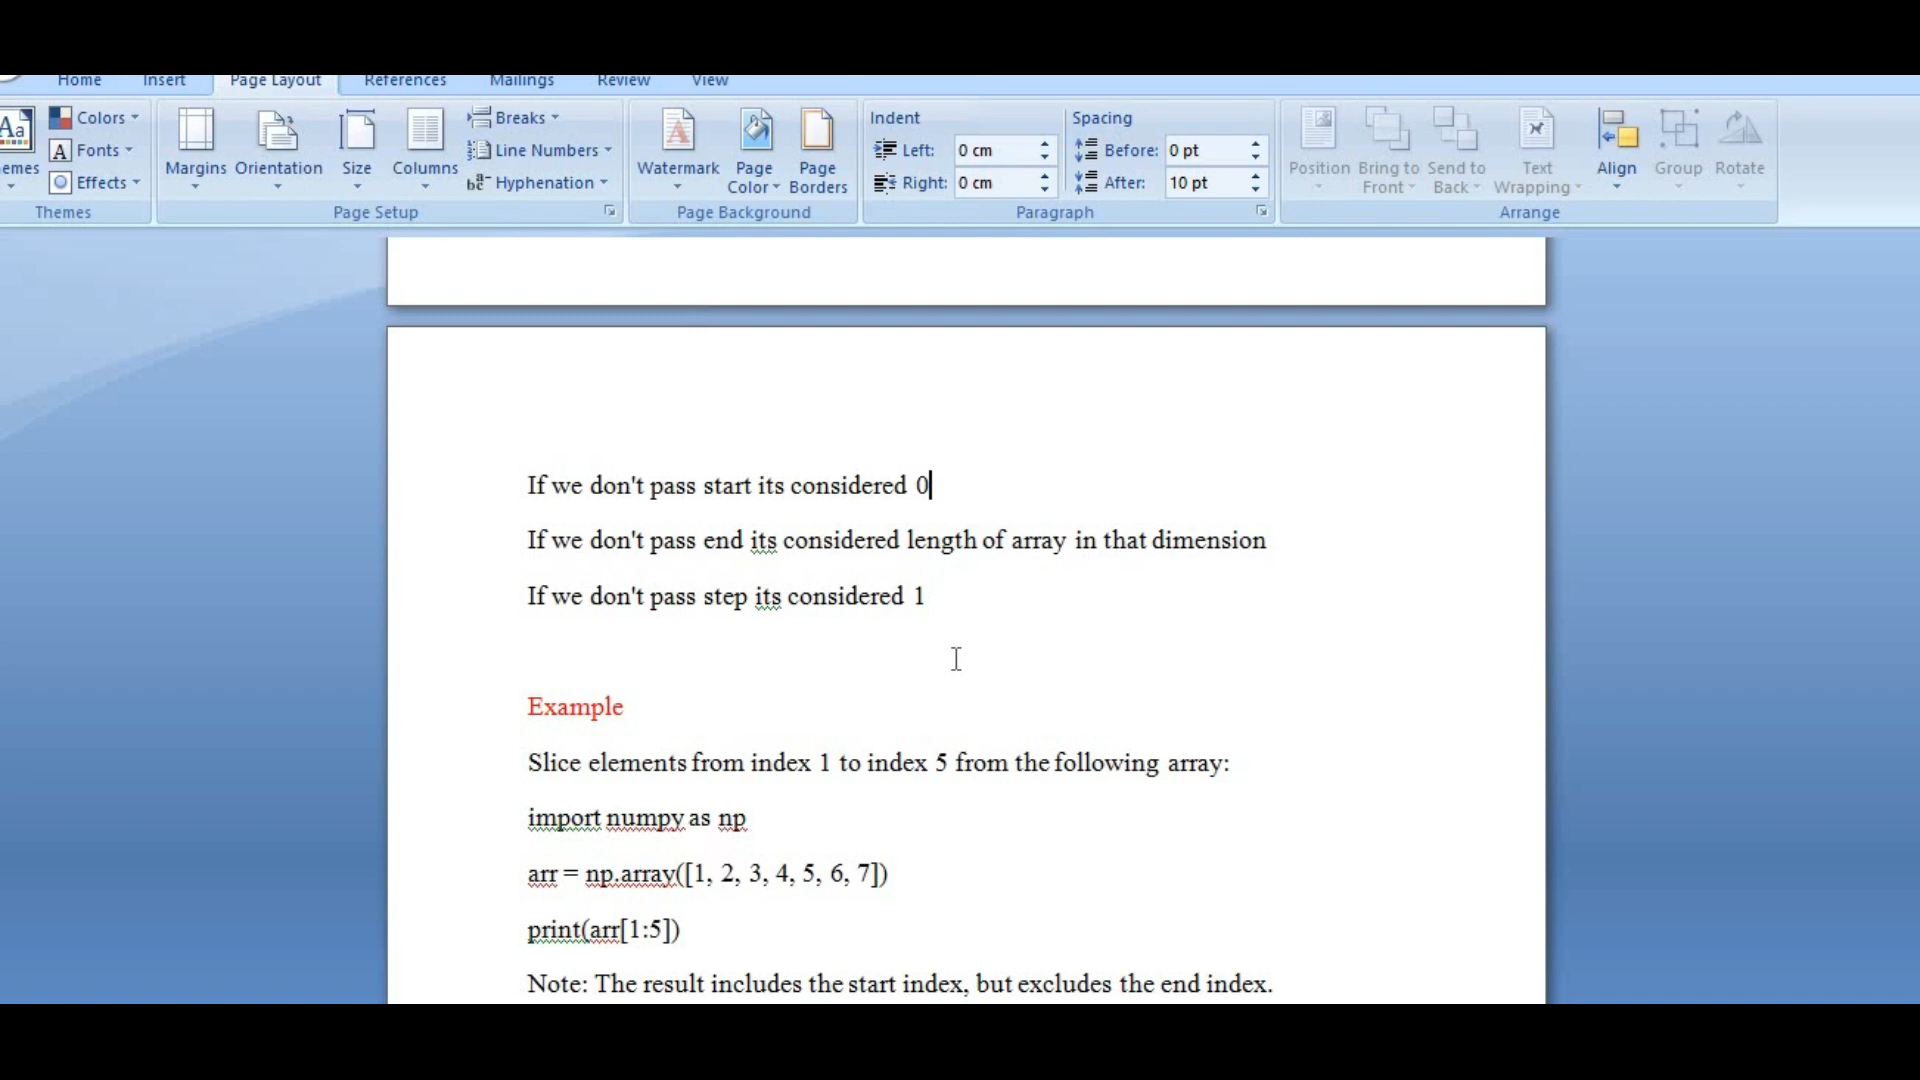 Home Insert Page Layout References Mailings Review View
Colors Breaks Indent Spacing
Fonts Line Numbers Left: 0 cm Before: 0 pt
Margins Orientation Size Columns Watermark Page Page Position Bring to Send to Text Align Group Rotate
Effects Hyphenation Color Borders Right: 0 cm After: 10 pt Front Back Wrapping
Themes Page Setup Page Background Paragraph Arrange
If we don't pass start its considered 0
If we don't pass end its considered length of array in that dimension
If we don't pass step its considered 1
Example
Slice elements from index 1 to index 5 from the following array:
import numpy as np
arr = np.array([1, 2, 3, 4, 5, 6, 7])
print(arr[1:5])
Note: The result includes the start index, but excludes the end index.